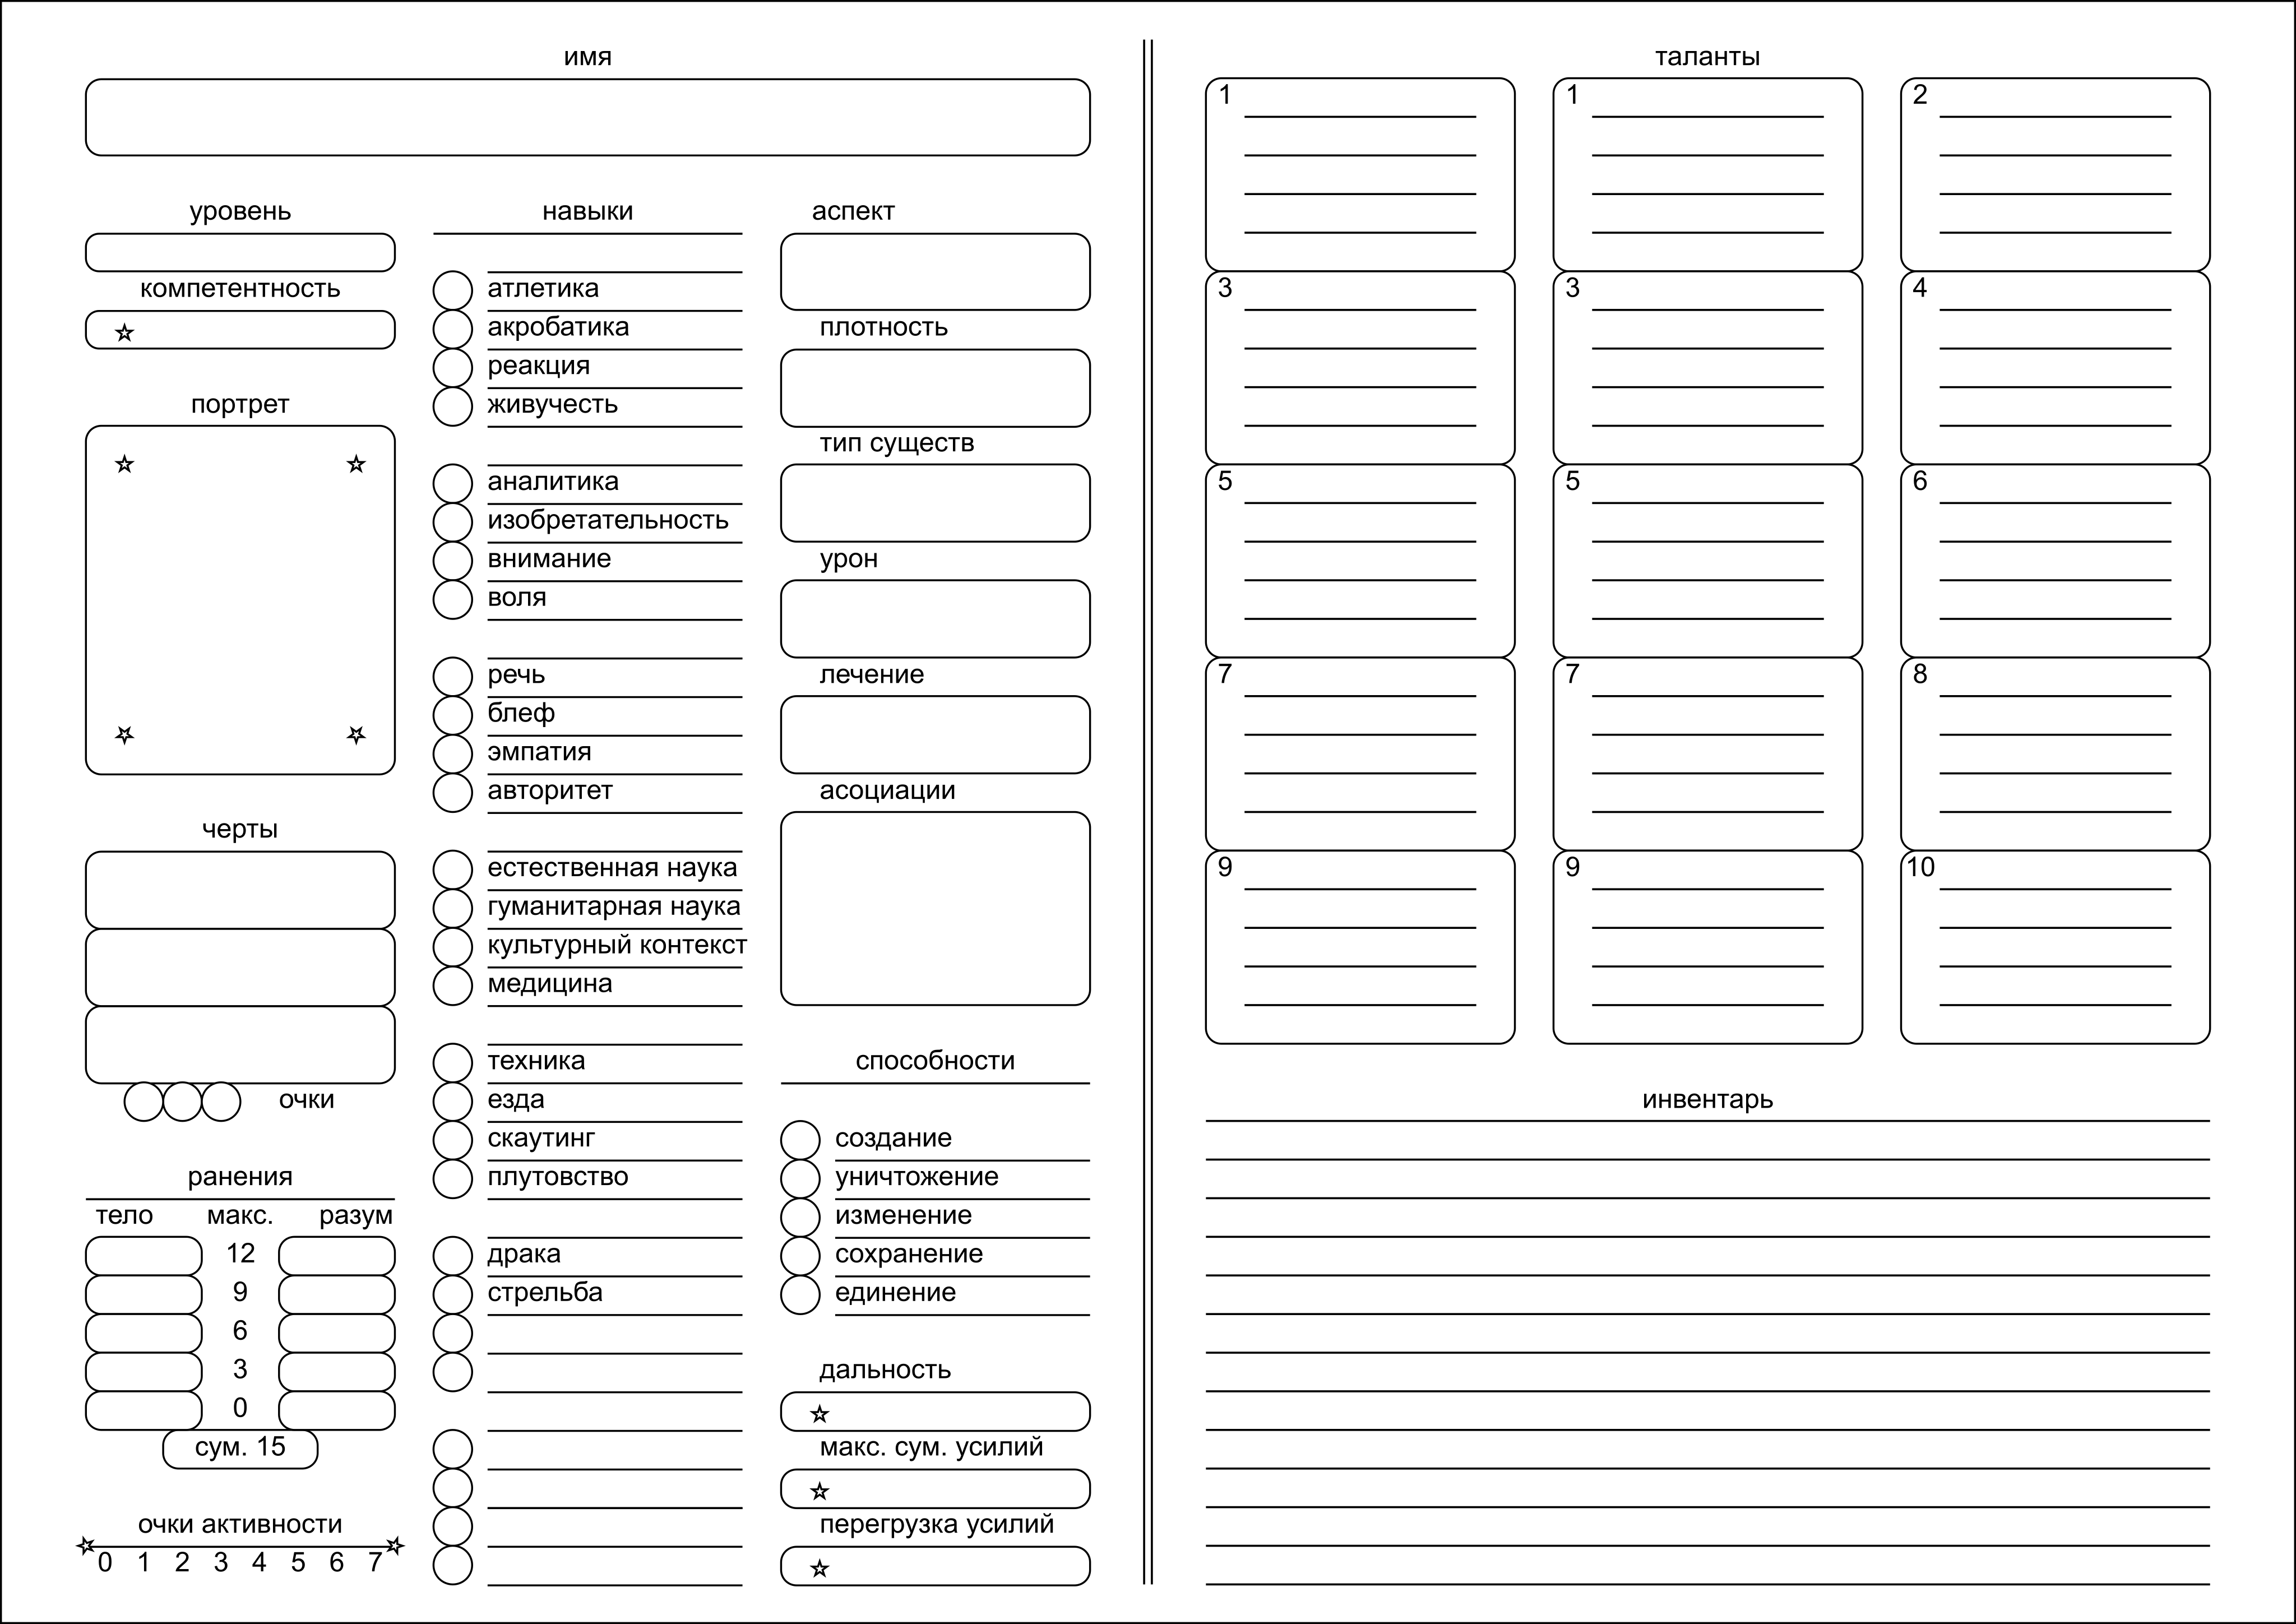 имя
уровень
компетентность
портрет
черты
очки
ранения
тело макс. разум
12
9
6
3
0
сум. 15
очки активности
0 1 2 3 4 5 6 7
навыки
атлетика
акробатика
реакция
живучесть
аналитика
изобретательность
внимание
воля
речь
блеф
эмпатия
авторитет
естественная наука
гуманитарная наука
культурный контекст
медицина
техника
езда
скаутинг
плутовство
драка
стрельба
аспект
плотность
тип существ
урон
лечение
асоциации
способности
создание
уничтожение
изменение
сохранение
единение
дальность
макс. сум. усилий
перегрузка усилий
таланты
1 1 2
3 3 4
5 5 6
7 7 8
9 9 10
инвентарь